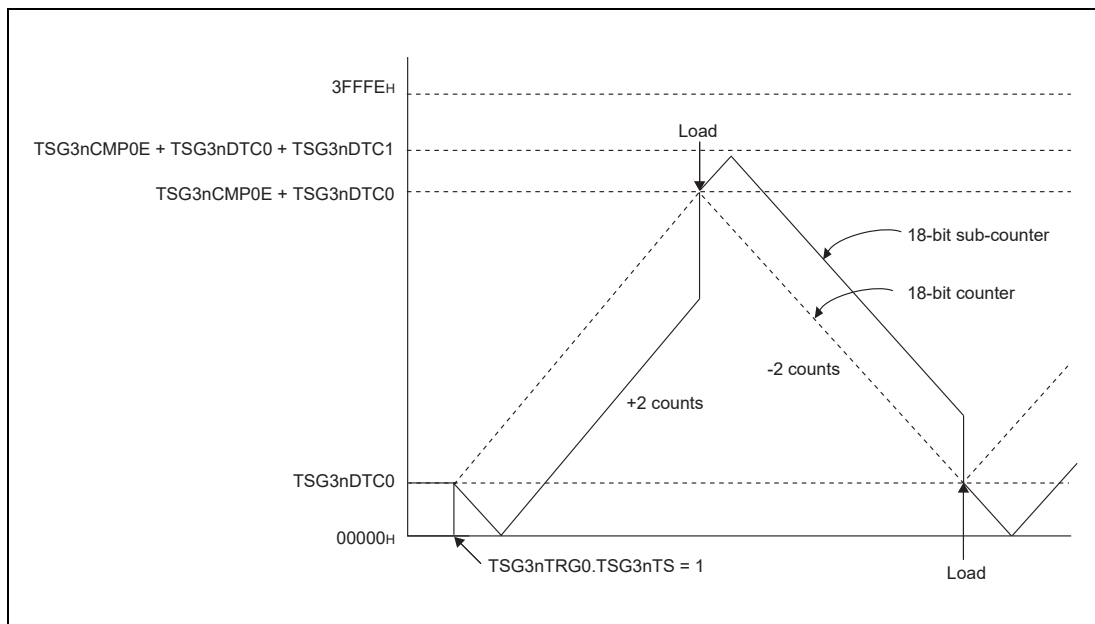 3FFFEH
TSG3nCMP0E + TSG3nDTC0 + TSG3nDTC1
Load
TSG3nCMP0E + TSG3nDTC0
18-bit sub-counter
18-bit counter
-2 counts
+2 counts
TSG3nDTC0
00000H
TSG3nTRG0.TSG3nTS = 1
Load